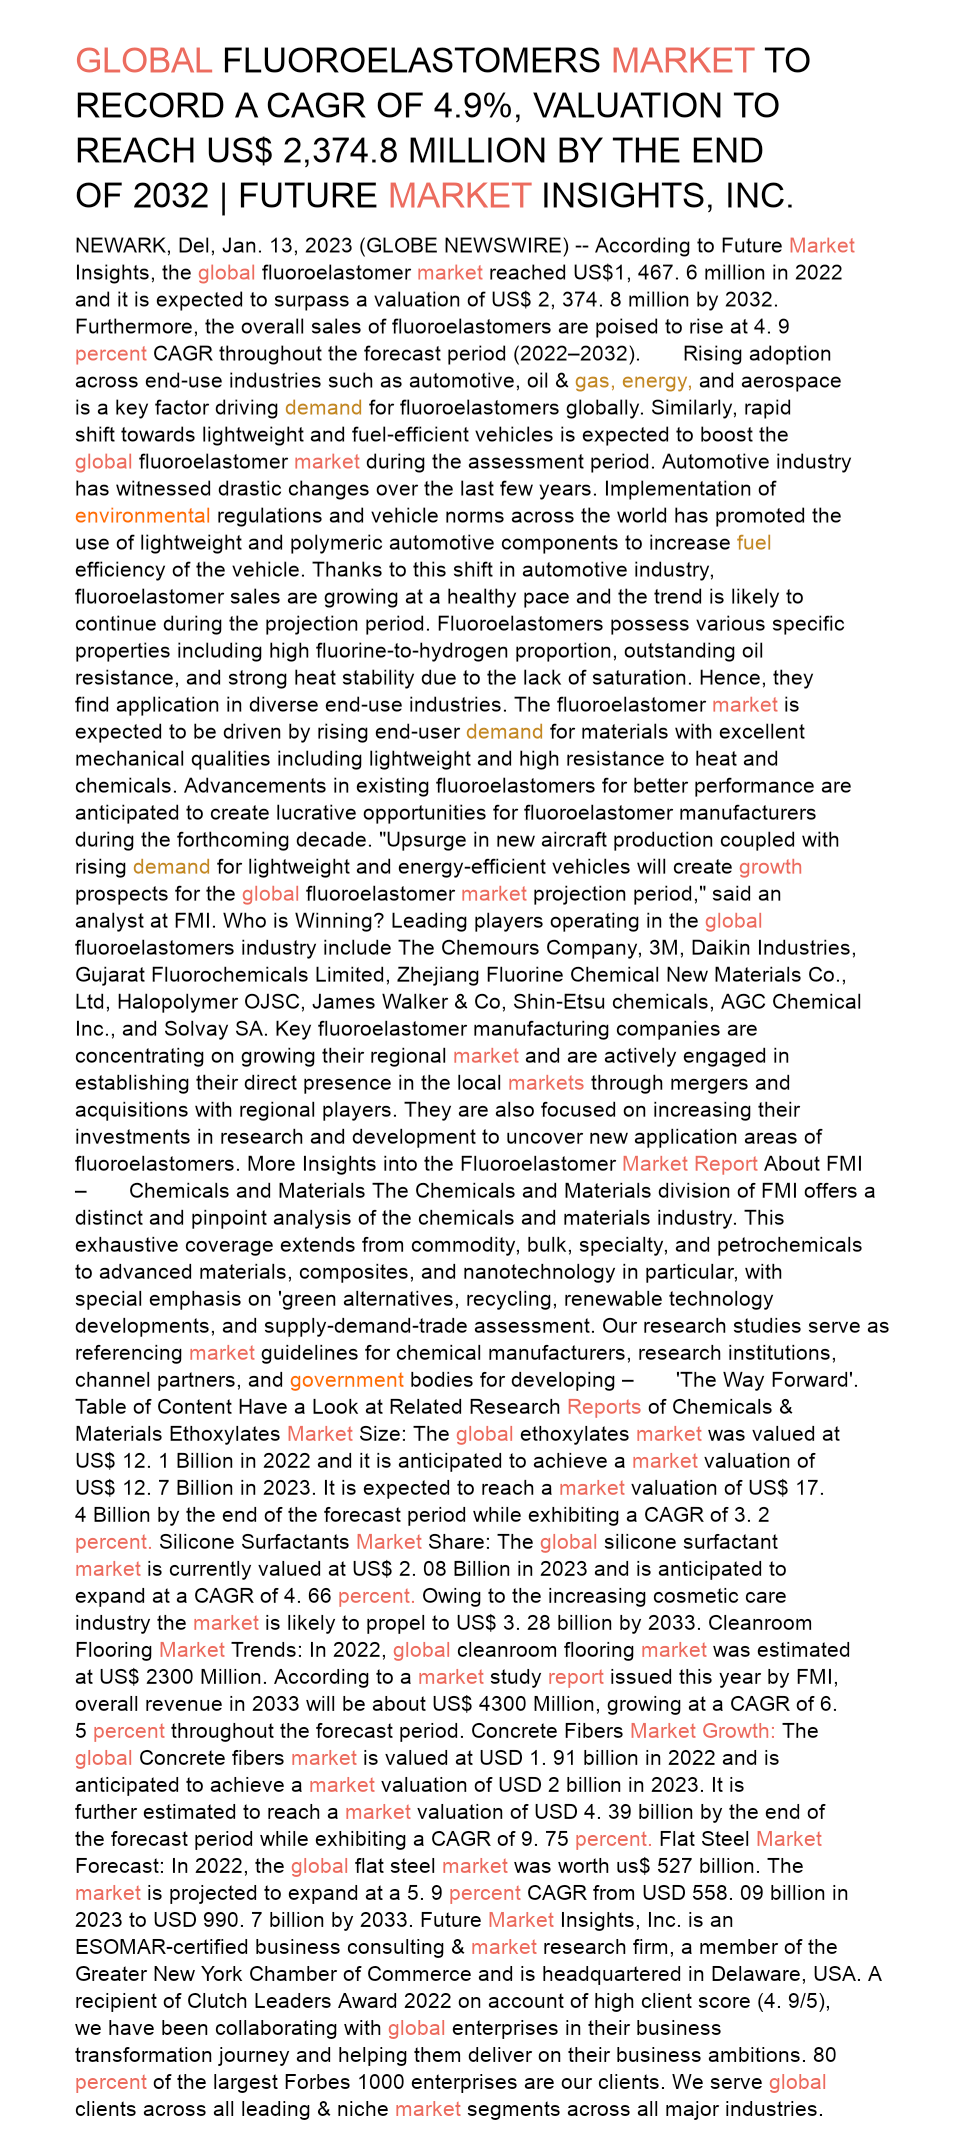 GLOBAL FLUOROELASTOMERS MARKET TO
RECORD A CAGR OF 4.9%, VALUATION TO
REACH US$ 2,374.8 MILLION BY THE END
OF 2032 | FUTURE MARKET INSIGHTS, INC.
NEWARK, Del, Jan. 13, 2023 (GLOBE NEWSWIRE) -- According to Future Market
Insights, the global fluoroelastomer market reached US$1, 467. 6 million in 2022
and it is expected to surpass a valuation of US$ 2, 374. 8 million by 2032.
Furthermore, the overall sales of fluoroelastomers are poised to rise at 4. 9
percent CAGR throughout the forecast period (2022–2032). Rising adoption
across end-use industries such as automotive, oil & gas, energy, and aerospace
is a key factor driving demand for fluoroelastomers globally. Similarly, rapid
shift towards lightweight and fuel-efficient vehicles is expected to boost the
global fluoroelastomer market during the assessment period. Automotive industry
has witnessed drastic changes over the last few years. Implementation of
environmental regulations and vehicle norms across the world has promoted the
use of lightweight and polymeric automotive components to increase fuel
efficiency of the vehicle. Thanks to this shift in automotive industry,
fluoroelastomer sales are growing at a healthy pace and the trend is likely to
continue during the projection period. Fluoroelastomers possess various specific
properties including high fluorine-to-hydrogen proportion, outstanding oil
resistance, and strong heat stability due to the lack of saturation. Hence, they
find application in diverse end-use industries. The fluoroelastomer market is
expected to be driven by rising end-user demand for materials with excellent
mechanical qualities including lightweight and high resistance to heat and
chemicals. Advancements in existing fluoroelastomers for better performance are
anticipated to create lucrative opportunities for fluoroelastomer manufacturers
during the forthcoming decade. "Upsurge in new aircraft production coupled with
rising demand for lightweight and energy-efficient vehicles will create growth
prospects for the global fluoroelastomer market projection period," said an
analyst at FMI. Who is Winning? Leading players operating in the global
fluoroelastomers industry include The Chemours Company, 3M, Daikin Industries,
Gujarat Fluorochemicals Limited, Zhejiang Fluorine Chemical New Materials Co.,
Ltd, Halopolymer OJSC, James Walker & Co, Shin-Etsu chemicals, AGC Chemical
Inc., and Solvay SA. Key fluoroelastomer manufacturing companies are
concentrating on growing their regional market and are actively engaged in
establishing their direct presence in the local markets through mergers and
acquisitions with regional players. They are also focused on increasing their
investments in research and development to uncover new application areas of
fluoroelastomers. More Insights into the Fluoroelastomer Market Report About FMI
– Chemicals and Materials The Chemicals and Materials division of FMI offers a
distinct and pinpoint analysis of the chemicals and materials industry. This
exhaustive coverage extends from commodity, bulk, specialty, and petrochemicals
to advanced materials, composites, and nanotechnology in particular, with
special emphasis on 'green alternatives, recycling, renewable technology
developments, and supply-demand-trade assessment. Our research studies serve as
referencing market guidelines for chemical manufacturers, research institutions,
channel partners, and government bodies for developing – 'The Way Forward'.
Table of Content Have a Look at Related Research Reports of Chemicals &
Materials Ethoxylates Market Size: The global ethoxylates market was valued at
US$ 12. 1 Billion in 2022 and it is anticipated to achieve a market valuation of
US$ 12. 7 Billion in 2023. It is expected to reach a market valuation of US$ 17.
4 Billion by the end of the forecast period while exhibiting a CAGR of 3. 2
percent. Silicone Surfactants Market Share: The global silicone surfactant
market is currently valued at US$ 2. 08 Billion in 2023 and is anticipated to
expand at a CAGR of 4. 66 percent. Owing to the increasing cosmetic care
industry the market is likely to propel to US$ 3. 28 billion by 2033. Cleanroom
Flooring Market Trends: In 2022, global cleanroom flooring market was estimated
at US$ 2300 Million. According to a market study report issued this year by FMI,
overall revenue in 2033 will be about US$ 4300 Million, growing at a CAGR of 6.
5 percent throughout the forecast period. Concrete Fibers Market Growth: The
global Concrete fibers market is valued at USD 1. 91 billion in 2022 and is
anticipated to achieve a market valuation of USD 2 billion in 2023. It is
further estimated to reach a market valuation of USD 4. 39 billion by the end of
the forecast period while exhibiting a CAGR of 9. 75 percent. Flat Steel Market
Forecast: In 2022, the global flat steel market was worth us$ 527 billion. The
market is projected to expand at a 5. 9 percent CAGR from USD 558. 09 billion in
2023 to USD 990. 7 billion by 2033. Future Market Insights, Inc. is an
ESOMAR-certified business consulting & market research firm, a member of the
Greater New York Chamber of Commerce and is headquartered in Delaware, USA. A
recipient of Clutch Leaders Award 2022 on account of high client score (4. 9/5),
we have been collaborating with global enterprises in their business
transformation journey and helping them deliver on their business ambitions. 80
percent of the largest Forbes 1000 enterprises are our clients. We serve global
clients across all leading & niche market segments across all major industries.